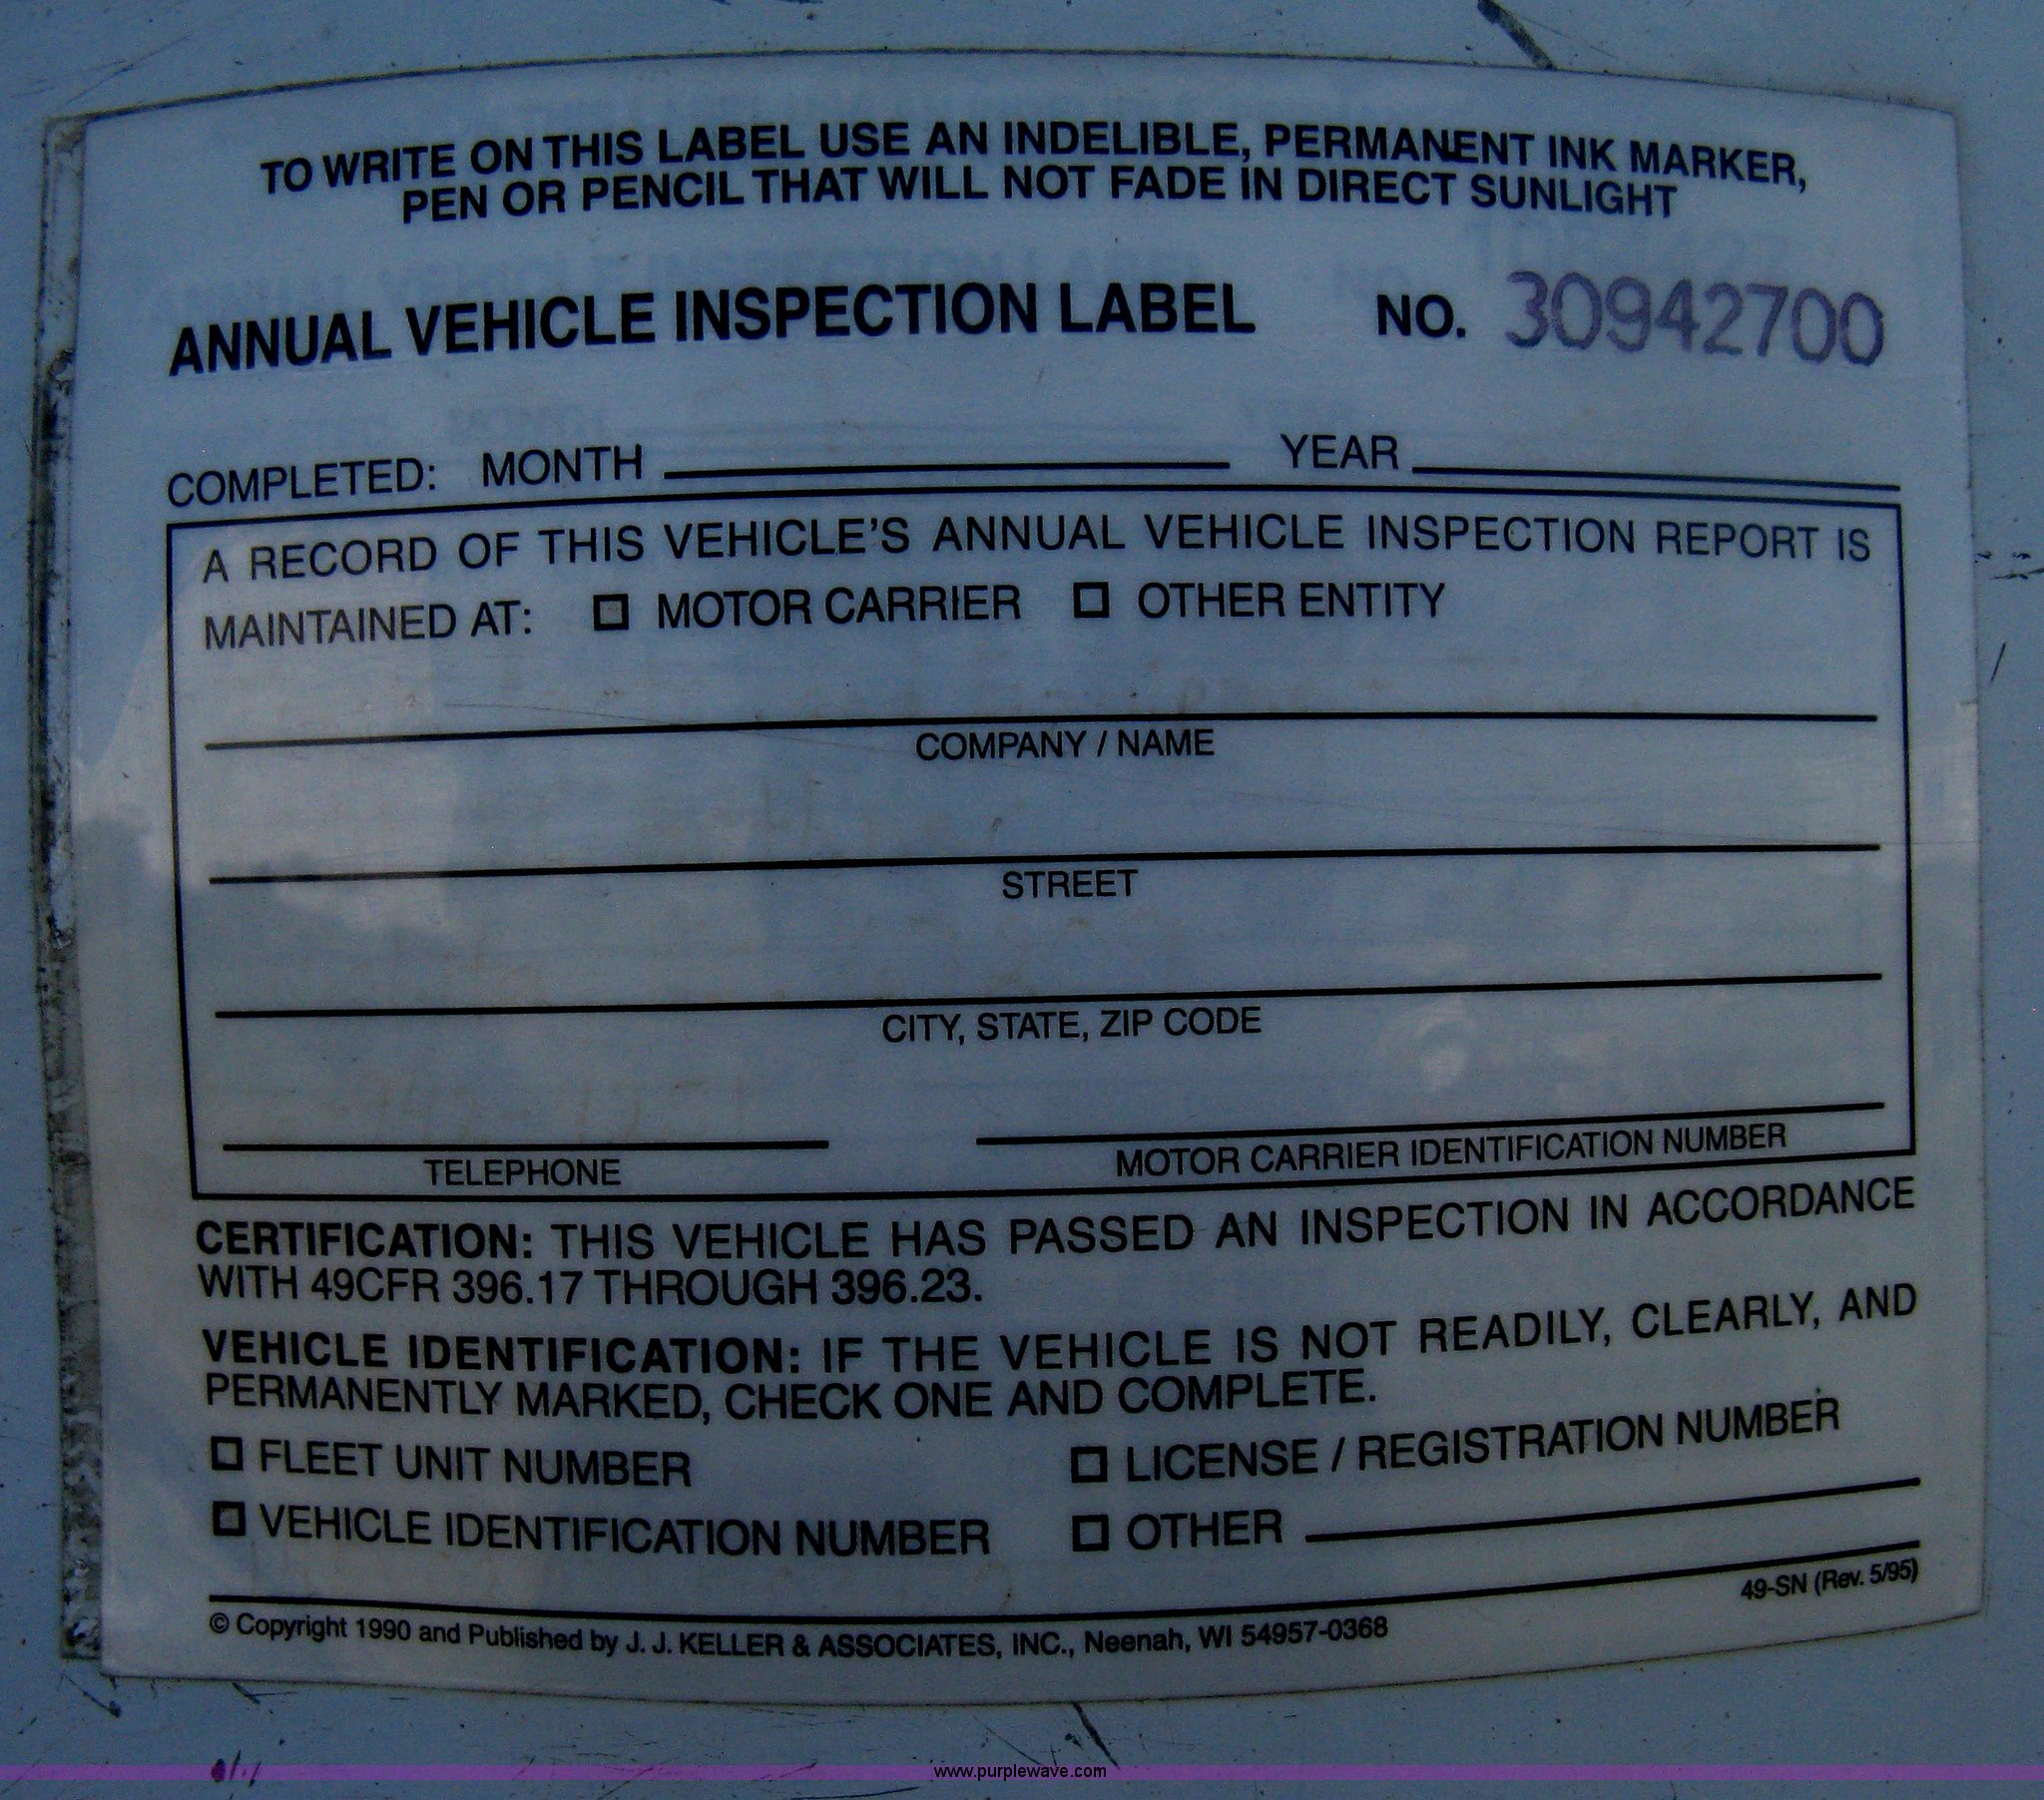 TO WRITE ON THIS LABEL USE AN INDELIBLE, PERMANENT INK MARKER,
PEN OR PENCIL THAT WILL NOT FADE IN DIRECT SUNLIGHT
ANNUAL VEHICLE INSPECTION LABEL NO. 30942700
COMPLETED: MONTH YEAR
A RECORD OF THIS VEHICLE'S ANNUAL VEHICLE INSPECTION REPORT IS
MAINTAINED AT: MOTOR CARRIER OTHER ENTITY
COMPANY / NAME
STREET
CITY, STATE, ZIP CODE
TELEPHONE MOTOR CARRIER IDENTIFICATION NUMBER
CERTIFICATION: THIS VEHICLE HAS PASSED AN INSPECTION IN ACCORDANCE
WITH 49CFR 396.17 THROUGH 396.23.
VEHICLE IDENTIFICATION: IF THE VEHICLE IS NOT READILY, CLEARLY, AND
PERMANENTLY MARKED, CHECK ONE AND COMPLETE.
FLEET UNIT NUMBER LICENSE / REGISTRATION NUMBER
VEHICLE IDENTIFICATION NUMBER OTHER
49-SN (Rev. 5/95)
© Copyright 1990 and Published by J. J. KELLER & ASSOCIATES, INC., Neenah, WI 54957-0368
www.purplewave.com